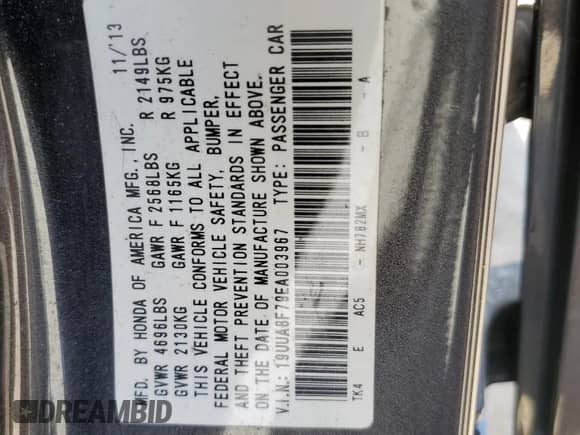 MFD. BY HONDA OF AMERICA MFG., INC. 11/'13
GVWR 4696LBS GAWR F 2568LBS R 2149LBS
GVWR 2130KG GAWR F 1165KG R 975KG
THIS VEHICLE CONFORMS TO ALL APPLICABLE
FEDERAL MOTOR VEHICLE SAFETY, BUMPER,
AND THEFT PREVENTION STANDARDS IN EFFECT
ON THE DATE OF MANUFACTURE SHOWN ABOVE.
V.I.N.: 19UUA8F79EA003967 TYPE: PASSENGER CAR
TK4 E AC5 - NH782MX - B - A
DREAMBID